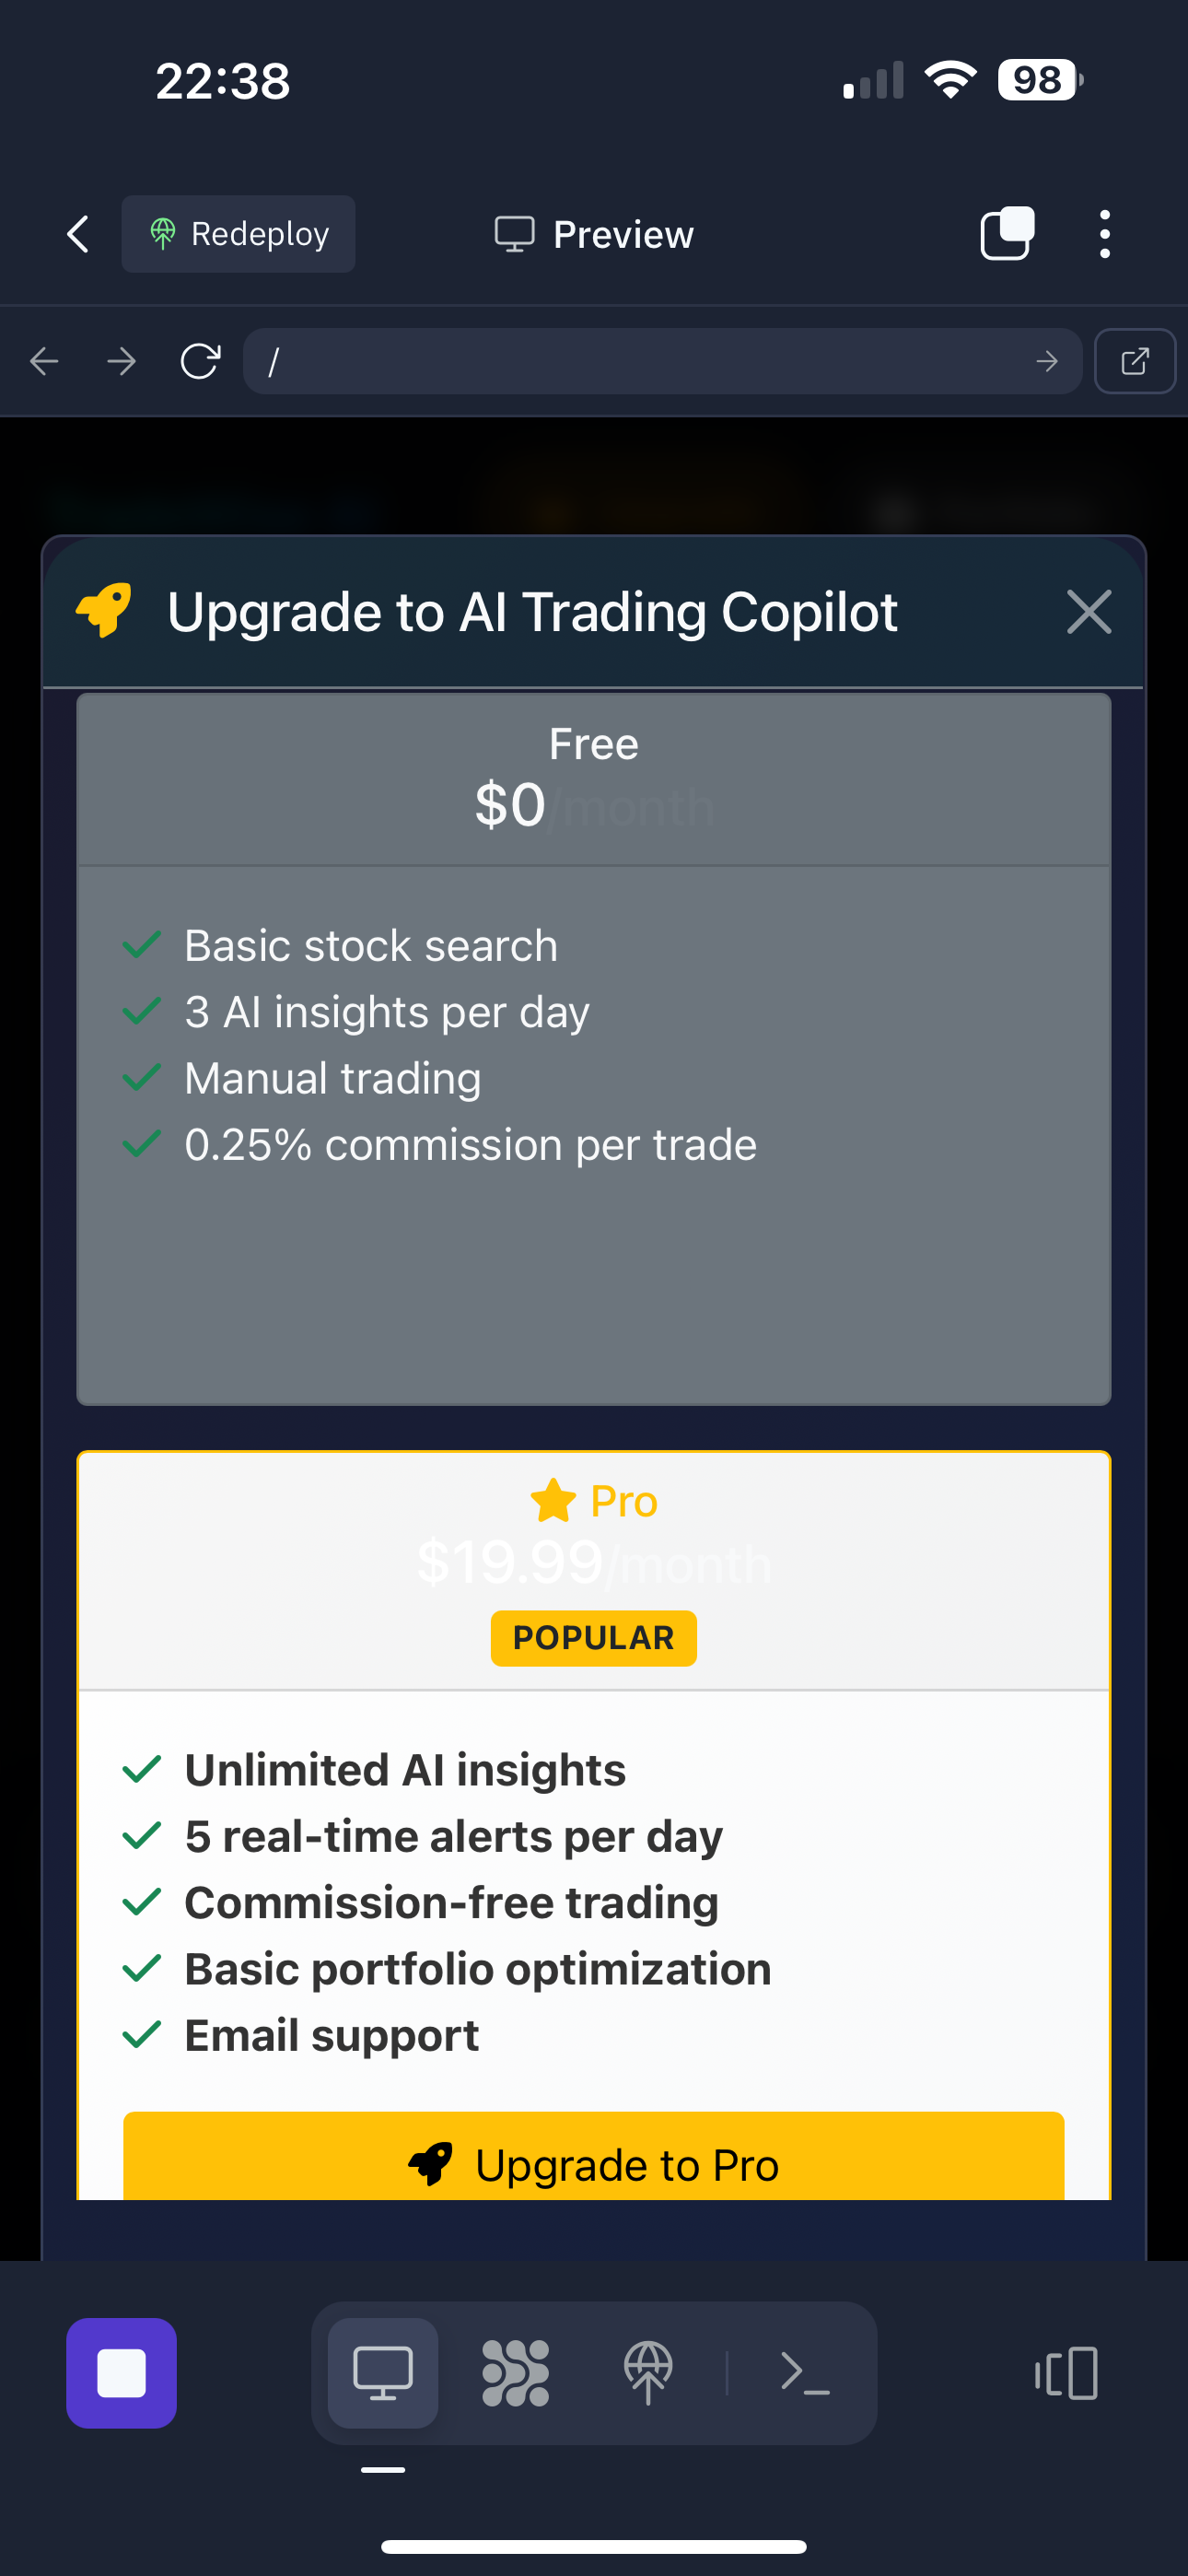 22:38
98
Redeploy
Preview
/
Upgrade to AI Trading Copilot
Free
$0/month
Basic stock search
3 AI insights per day
Manual trading
0.25% commission per trade
Pro
$19.99/month
POPULAR
Unlimited AI insights
5 real-time alerts per day
Commission-free trading
Basic portfolio optimization
Email support
Upgrade to Pro